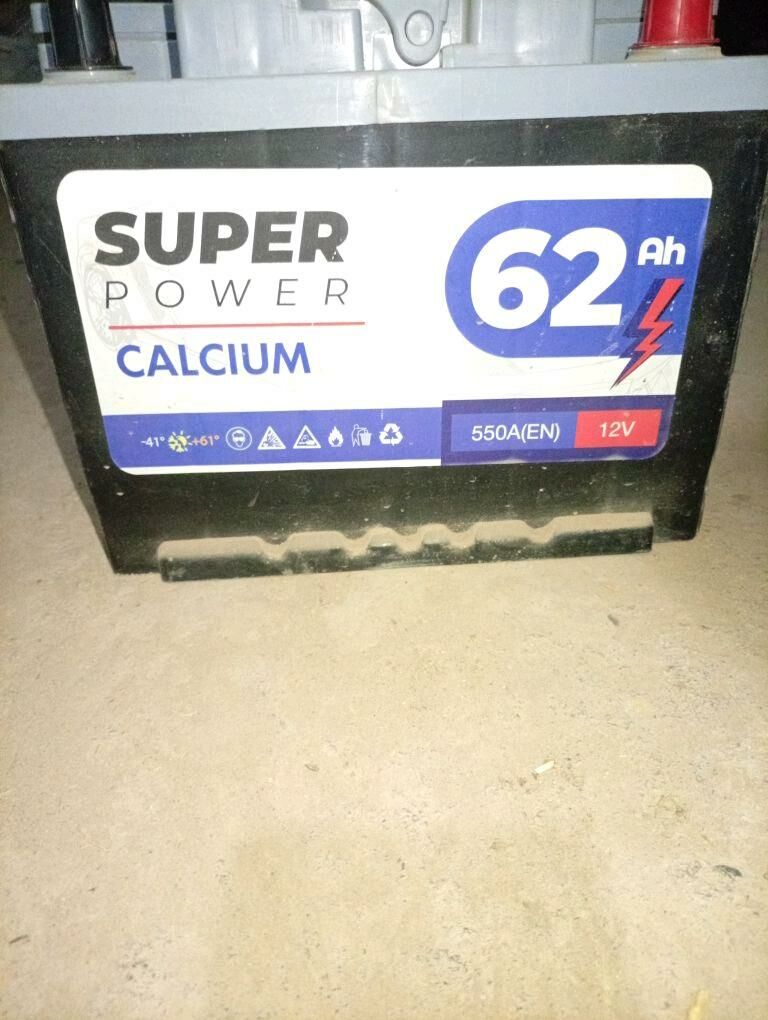 SUPER
POWER
CALCIUM
62 Ah
-41° +61°
550A(EN) 12V